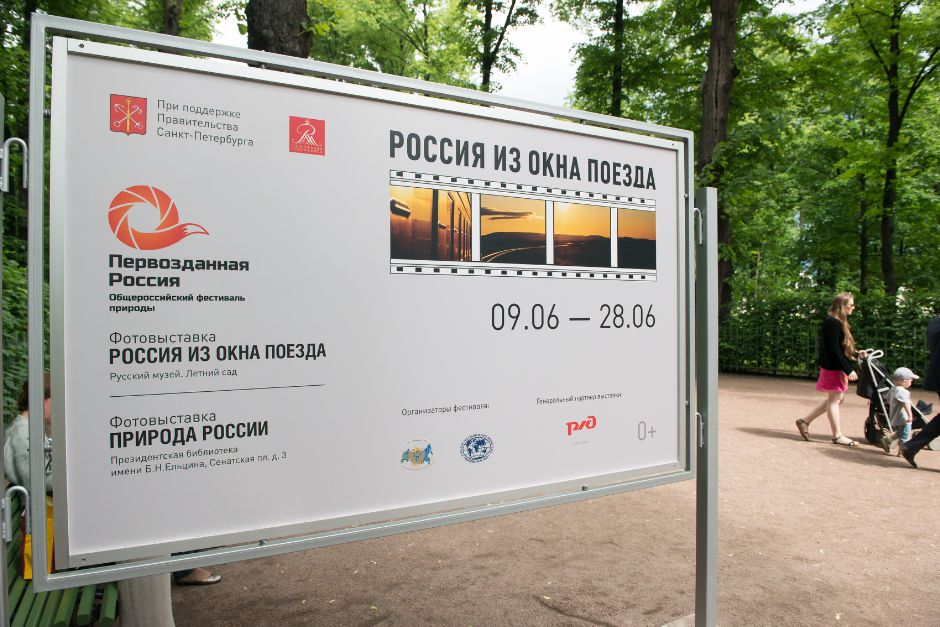 При поддержке
Правительства
Санкт-Петербурга
РОССИЯ ИЗ ОКНА ПОЕЗДА
Первозданная
Россия
Общероссийский фестиваль
природы
09.06 — 28.06
Фотовыставка
РОССИЯ ИЗ ОКНА ПОЕЗДА
Русский музей. Летний сад
Фотовыставка
ПРИРОДА РОССИИ
Президентская библиотека
имени Б.Н.Ельцина, Сенатская пл. д. 3
Организаторы фестиваля:
Генеральный партнер выставки
РЖД
0+